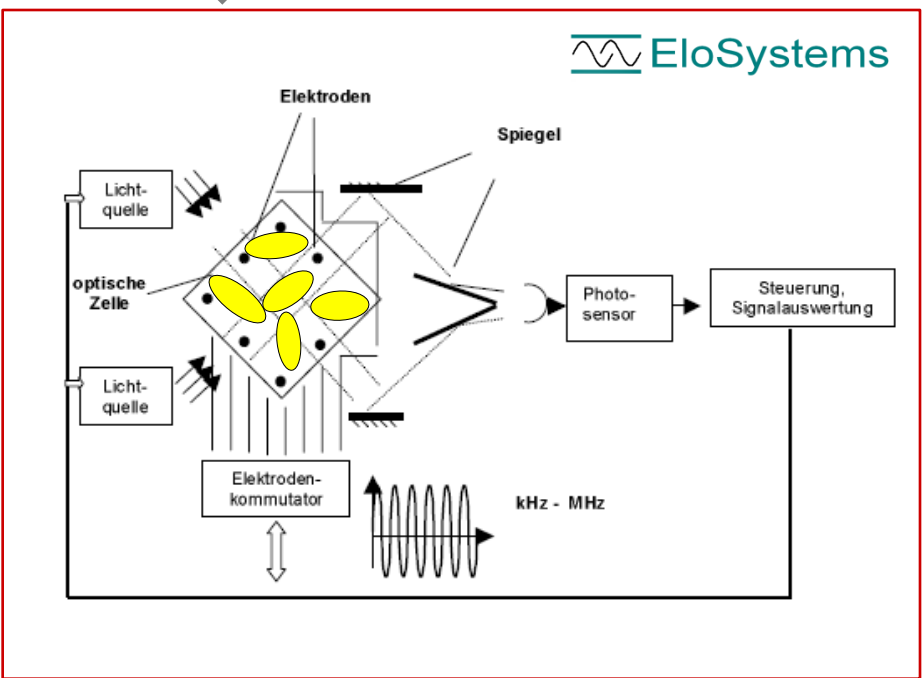 EloSystems
Elektroden
Spiegel
Licht-
quelle
optische
Zelle
Photo-
sensor
Steuerung,
Signalauswertung
Licht-
quelle
Elektroden-
kommutator
kHz - MHz